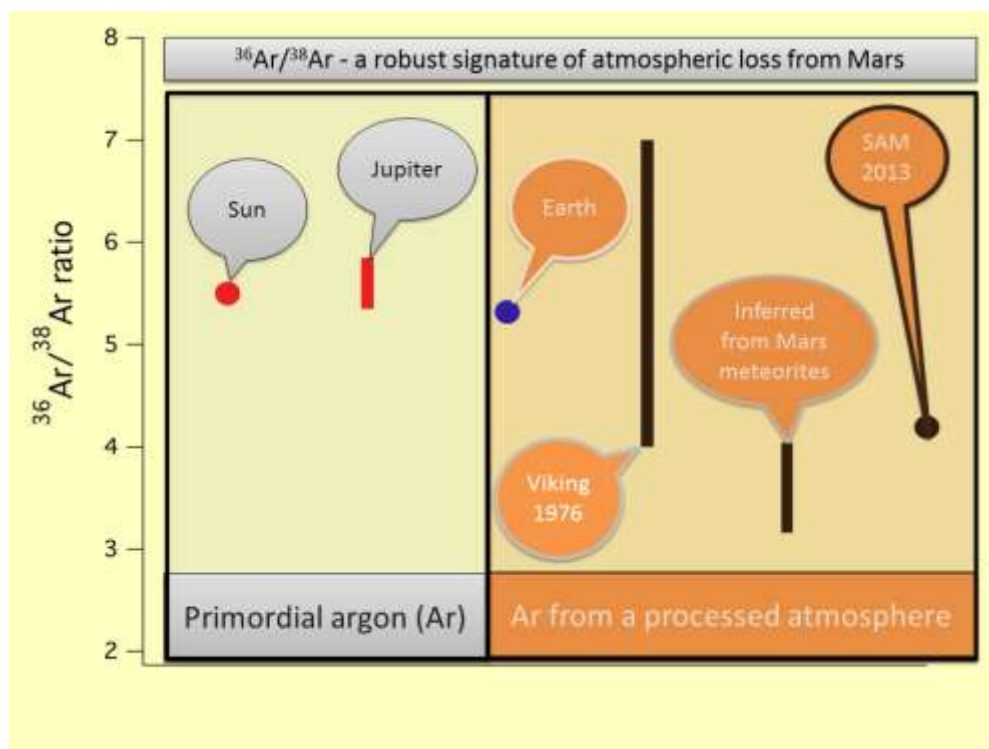 ³⁶Ar/³⁸Ar - a robust signature of atmospheric loss from Mars
³⁶Ar/³⁸Ar ratio
8
7
6
5
4
3
2
Sun
Jupiter
Earth
Viking
1976
Inferred
from Mars
meteorites
SAM
2013
Primordial argon (Ar)
Ar from a processed atmosphere